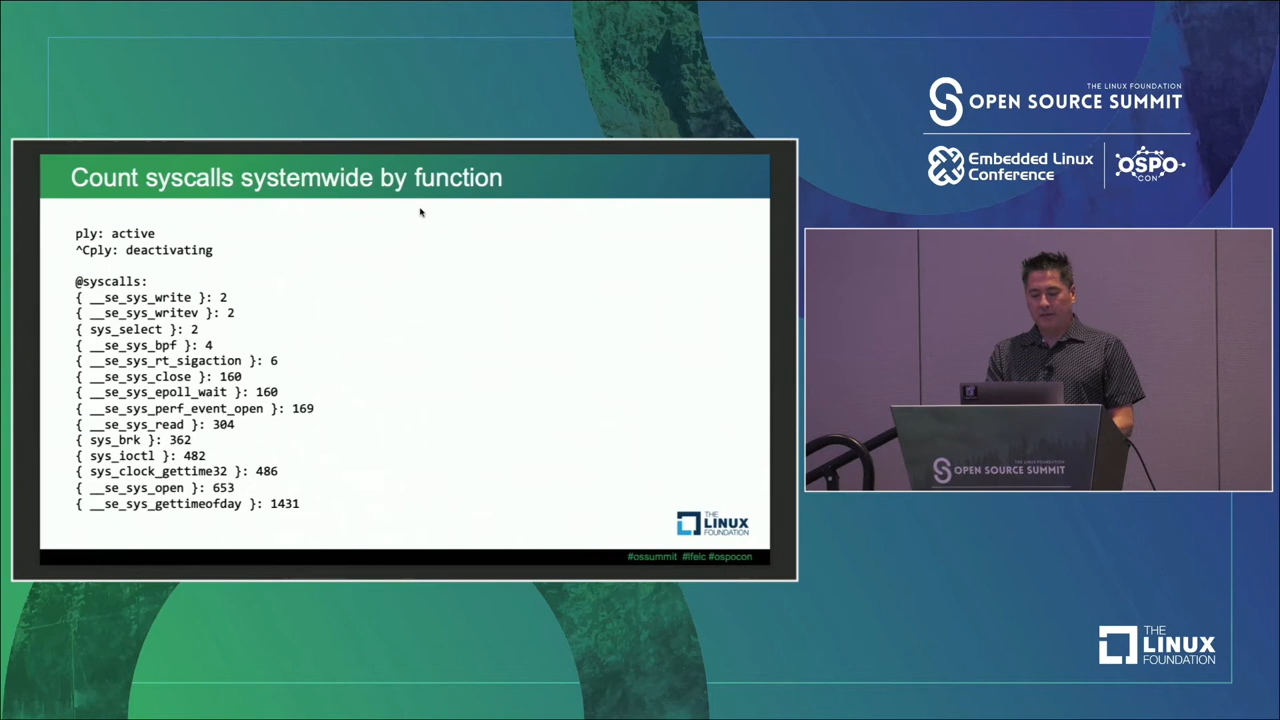 Count syscalls systemwide by function
ply: active
^Cply: deactivating
@syscalls:
{ __se_sys_write }: 2
{ __se_sys_writev }: 2
{ sys_select }: 2
{ __se_sys_bpf }: 4
{ __se_sys_rt_sigaction }: 6
{ __se_sys_close }: 160
{ __se_sys_epoll_wait }: 160
{ __se_sys_perf_event_open }: 169
{ __se_sys_read }: 304
{ sys_brk }: 362
{ sys_ioctl }: 482
{ sys_clock_gettime32 }: 486
{ __se_sys_open }: 653
{ __se_sys_gettimeofday }: 1431
THE
LINUX
FOUNDATION
#ossummit #lfelc #ospocon
THE LINUX FOUNDATION
OPEN SOURCE SUMMIT
Embedded Linux
Conference
OSPO
CON
THE LINUX FOUNDATION
OPEN SOURCE SUMMIT
THE
LINUX
FOUNDATION